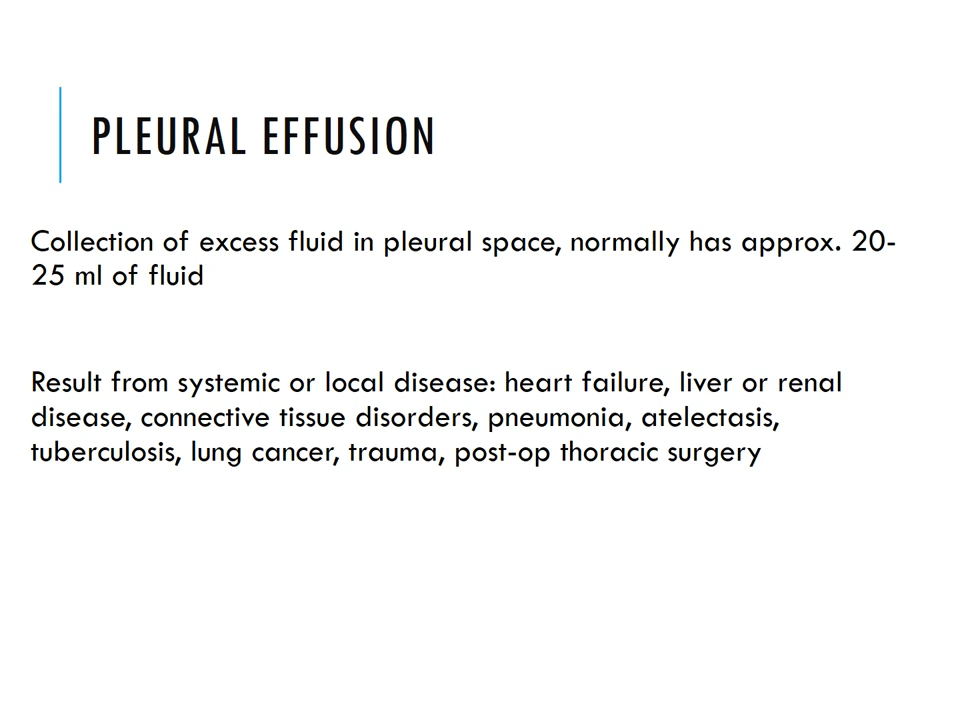 PLEURAL EFFUSION
Collection of excess fluid in pleural space, normally has approx. 20-
25 ml of fluid
Result from systemic or local disease: heart failure, liver or renal
disease, connective tissue disorders, pneumonia, atelectasis,
tuberculosis, lung cancer, trauma, post-op thoracic surgery